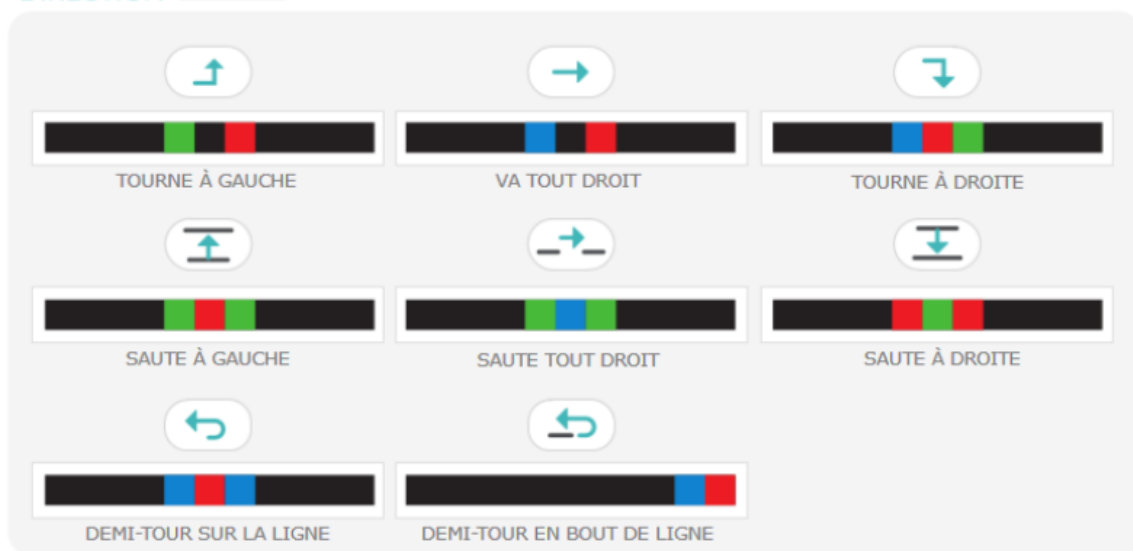 TOURNE À GAUCHE
VA TOUT DROIT
TOURNE À DROITE
SAUTE À GAUCHE
SAUTE TOUT DROIT
SAUTE À DROITE
DEMI-TOUR SUR LA LIGNE
DEMI-TOUR EN BOUT DE LIGNE